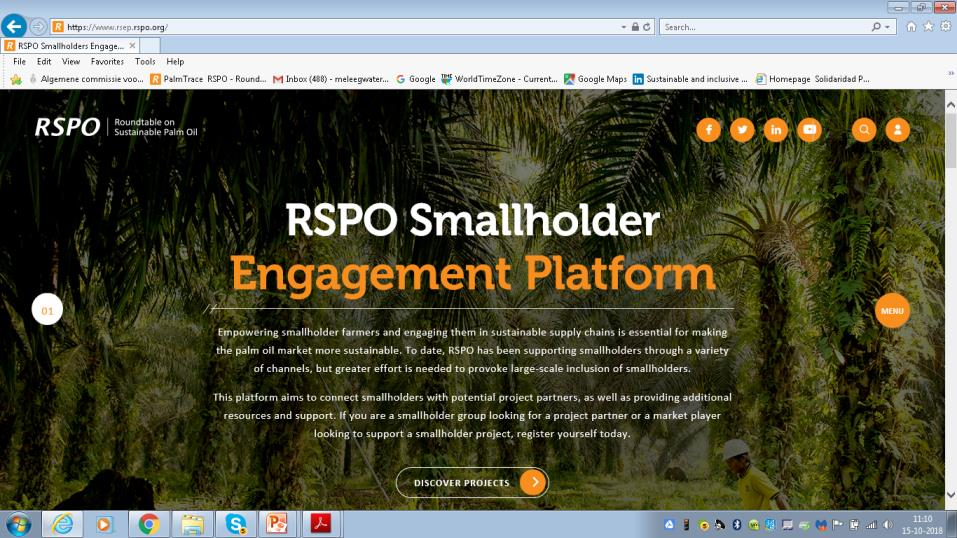 https://www.rsep.rspo.org/
Search...
RSPO Smallholders Engage...
File Edit View Favorites Tools Help
Algemene commissie voo... PalmTrace RSPO - Round... Inbox (488) - meleegwater... Google WorldTimeZone - Current... Google Maps Sustainable and inclusive ... Homepage Solidaridad P...
RSPO Roundtable on
Sustainable Palm Oil
RSPO Smallholder
Engagement Platform
01
MENU
Empowering smallholder farmers and engaging them in sustainable supply chains is essential for making
the palm oil market more sustainable. To date, RSPO has been supporting smallholders through a variety
of channels, but greater effort is needed to provoke large-scale inclusion of smallholders.
This platform aims to connect smallholders with potential project partners, as well as providing additional
resources and support. If you are a smallholder group looking for a project partner or a market player
looking to support a smallholder project, register yourself today.
DISCOVER PROJECTS
11:10
15-10-2018